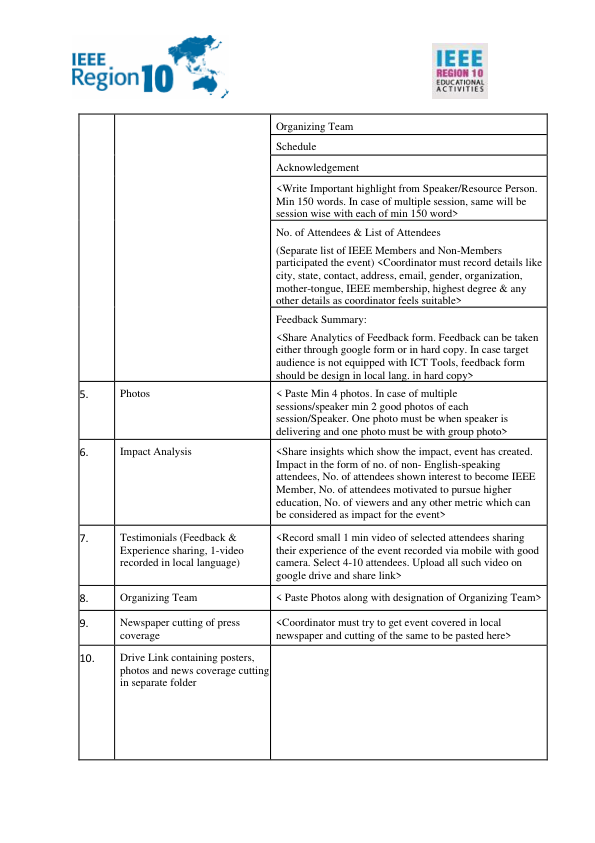 IEEE
Region 10
IEEE
REGION 10
EDUCATIONAL
ACTIVITIES
Organizing Team
Schedule
Acknowledgement
<Write Important highlight from Speaker/Resource Person.
Min 150 words. In case of multiple session, same will be
session wise with each of min 150 word>
No. of Attendees & List of Attendees
(Separate list of IEEE Members and Non-Members
participated the event) <Coordinator must record details like
city, state, contact, address, email, gender, organization,
mother-tongue, IEEE membership, highest degree & any
other details as coordinator feels suitable>
Feedback Summary:
<Share Analytics of Feedback form. Feedback can be taken
either through google form or in hard copy. In case target
audience is not equipped with ICT Tools, feedback form
should be design in local lang. in hard copy>
5.
Photos
< Paste Min 4 photos. In case of multiple
sessions/speaker min 2 good photos of each
session/Speaker. One photo must be when speaker is
delivering and one photo must be with group photo>
6.
Impact Analysis
<Share insights which show the impact, event has created.
Impact in the form of no. of non- English-speaking
attendees, No. of attendees shown interest to become IEEE
Member, No. of attendees motivated to pursue higher
education, No. of viewers and any other metric which can
be considered as impact for the event>
7.
Testimonials (Feedback &
Experience sharing, 1-video
recorded in local language)
<Record small 1 min video of selected attendees sharing
their experience of the event recorded via mobile with good
camera. Select 4-10 attendees. Upload all such video on
google drive and share link>
8.
Organizing Team
< Paste Photos along with designation of Organizing Team>
9.
Newspaper cutting of press
coverage
<Coordinator must try to get event covered in local
newspaper and cutting of the same to be pasted here>
10.
Drive Link containing posters,
photos and news coverage cutting
in separate folder